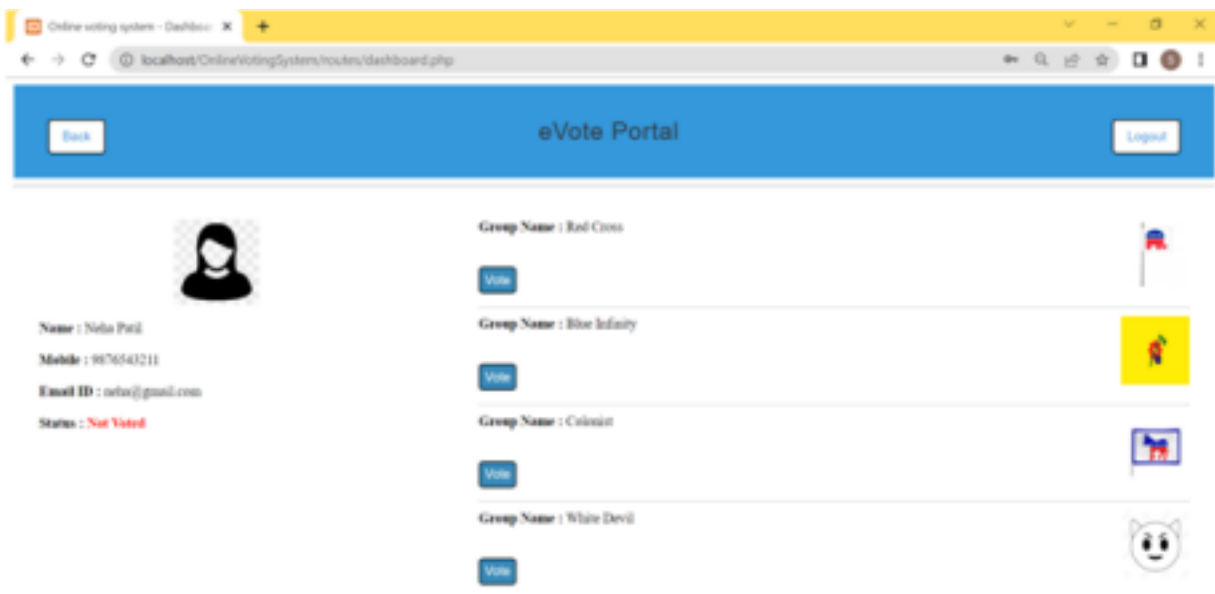 Online voting system - Dashboar
localhost/OnlineVotingSystem/routes/dashboard.php
S
Back
eVote Portal
Logout
Name : Neha Patil
Mobile : 9876543211
Email ID : neha@gmail.com
Status : Not Voted
Group Name : Red Cross
Vote
Group Name : Blue Infinity
Vote
Group Name : Colonist
Vote
Group Name : White Devil
Vote